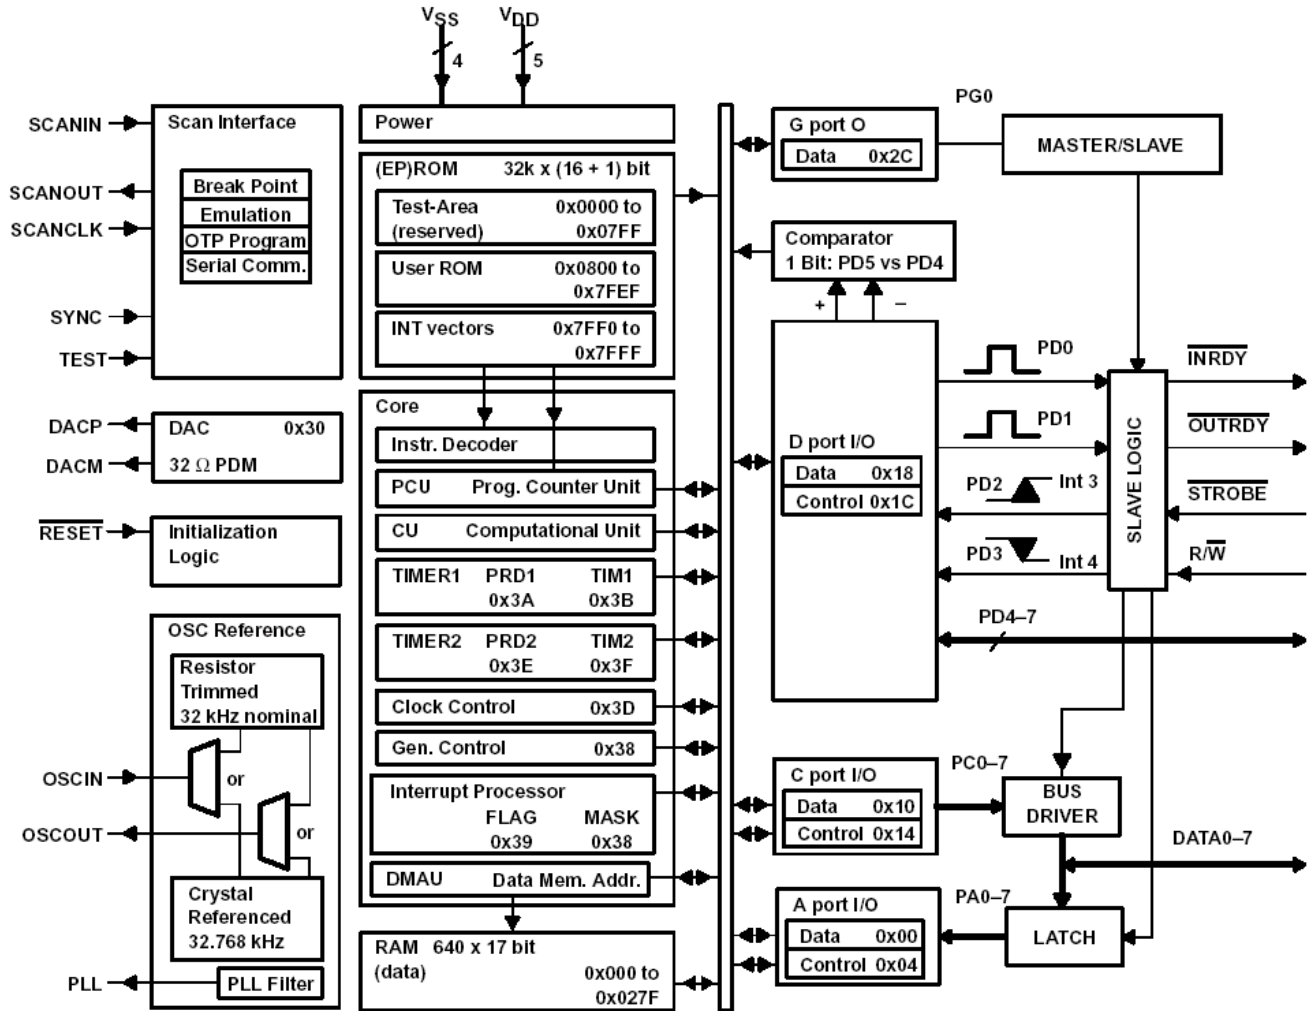 VSS
VDD
4
5
SCANIN
SCANOUT
SCANCLK
SYNC
TEST
Scan Interface
Break Point
Emulation
OTP Program
Serial Comm.
DACP
DACM
DAC 0x30
32 Ω PDM
RESET
Initialization
Logic
OSC Reference
Resistor
Trimmed
32 kHz nominal
OSCIN
or
OSCOUT
or
Crystal
Referenced
32.768 kHz
PLL
PLL Filter
Power
(EP)ROM 32k x (16 + 1) bit
Test-Area 0x0000 to
(reserved) 0x07FF
User ROM 0x0800 to
0x7FEF
INT vectors 0x7FF0 to
0x7FFF
Core
Instr. Decoder
PCU Prog. Counter Unit
CU Computational Unit
TIMER1 PRD1 TIM1
0x3A 0x3B
TIMER2 PRD2 TIM2
0x3E 0x3F
Clock Control 0x3D
Gen. Control 0x38
Interrupt Processor
FLAG MASK
0x39 0x38
DMAU Data Mem. Addr.
RAM 640 x 17 bit
(data) 0x000 to
0x027F
G port O
Data 0x2C
PG0
MASTER/SLAVE
Comparator
1 Bit: PD5 vs PD4
+ –
D port I/O
Data 0x18
Control 0x1C
PD0
PD1
PD2
Int 3
PD3
Int 4
PD4–7
SLAVE LOGIC
INRDY
OUTRDY
STROBE
R/W
C port I/O
Data 0x10
Control 0x14
PC0–7
BUS
DRIVER
DATA0–7
A port I/O
Data 0x00
Control 0x04
PA0–7
LATCH